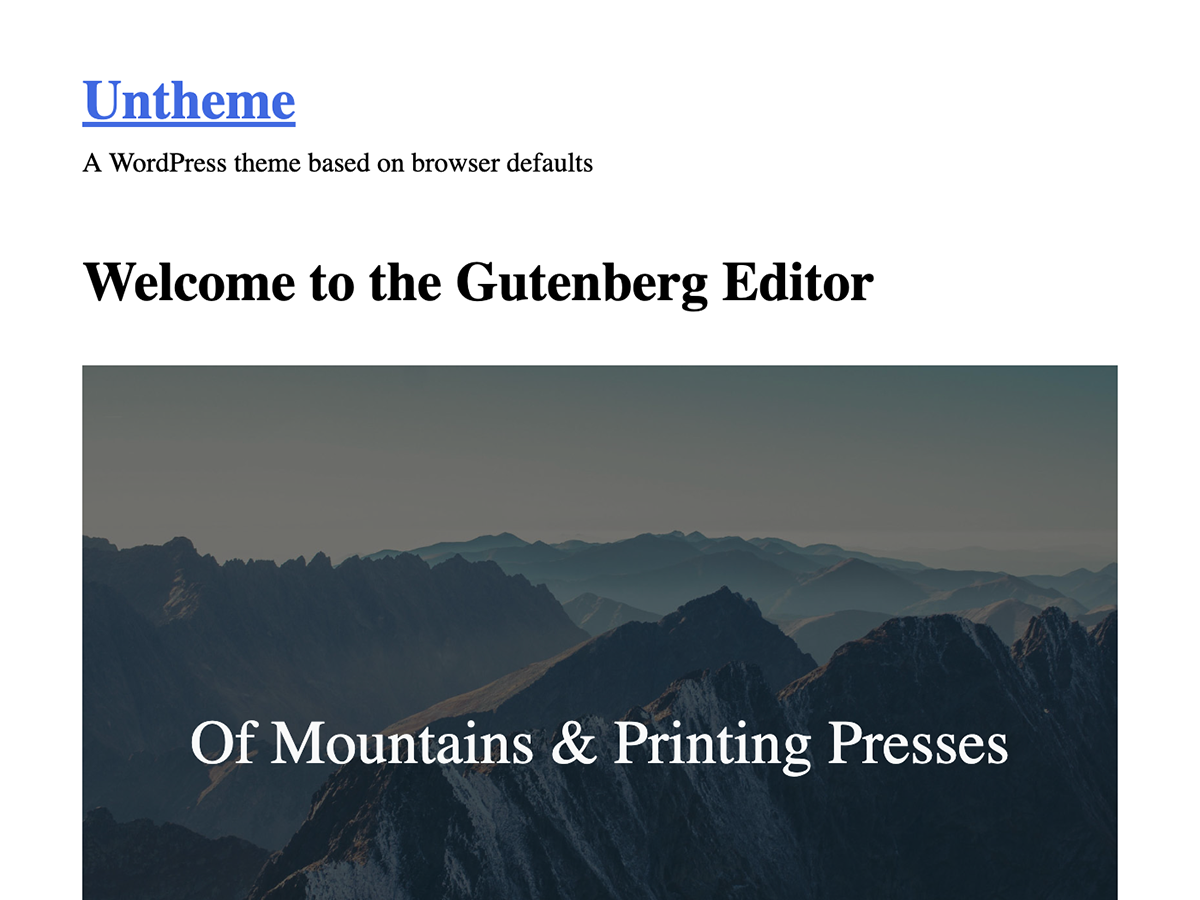 Untheme
A WordPress theme based on browser defaults
Welcome to the Gutenberg Editor
Of Mountains & Printing Presses